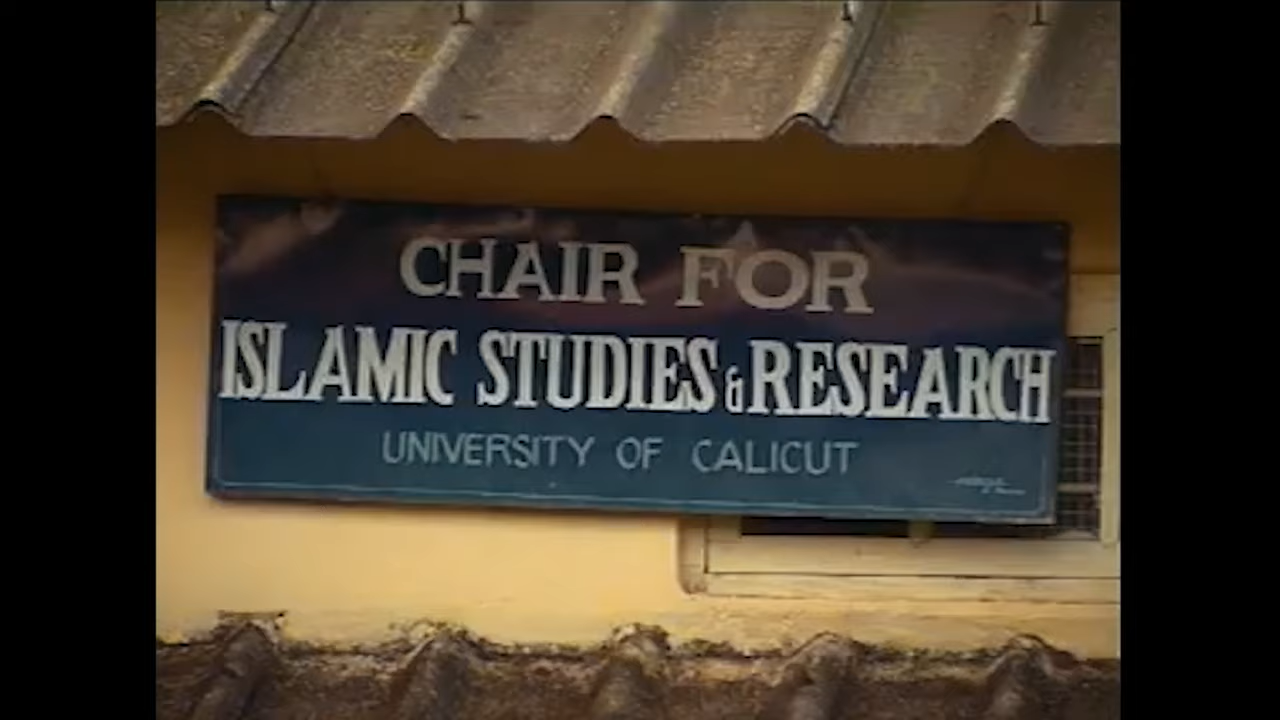 CHAIR FOR
ISLAMIC STUDIES & RESEARCH
UNIVERSITY OF CALICUT